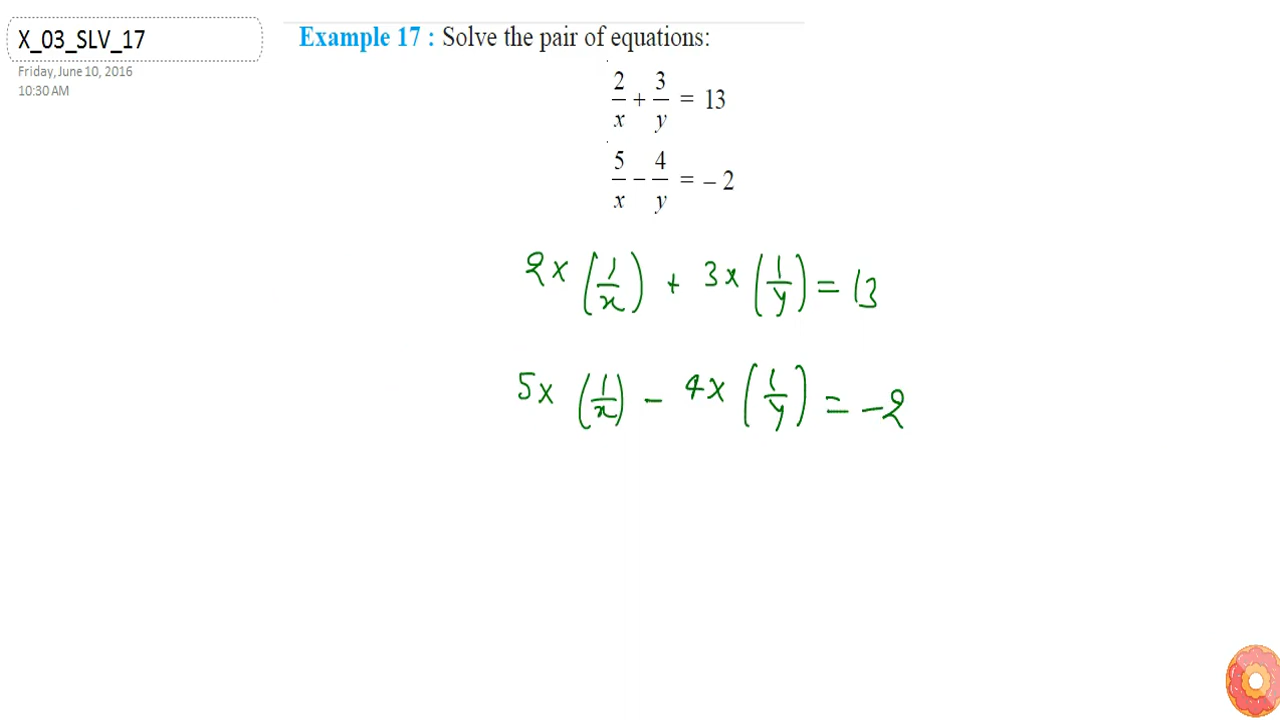 X_03_SLV_17
Friday, June 10, 2016
10:30 AM
Example 17 : Solve the pair of equations:
2/x + 3/y = 13
5/x − 4/y = – 2
2 × (1/x) + 3 × (1/y) = 13
5 × (1/x) − 4 × (1/y) = −2